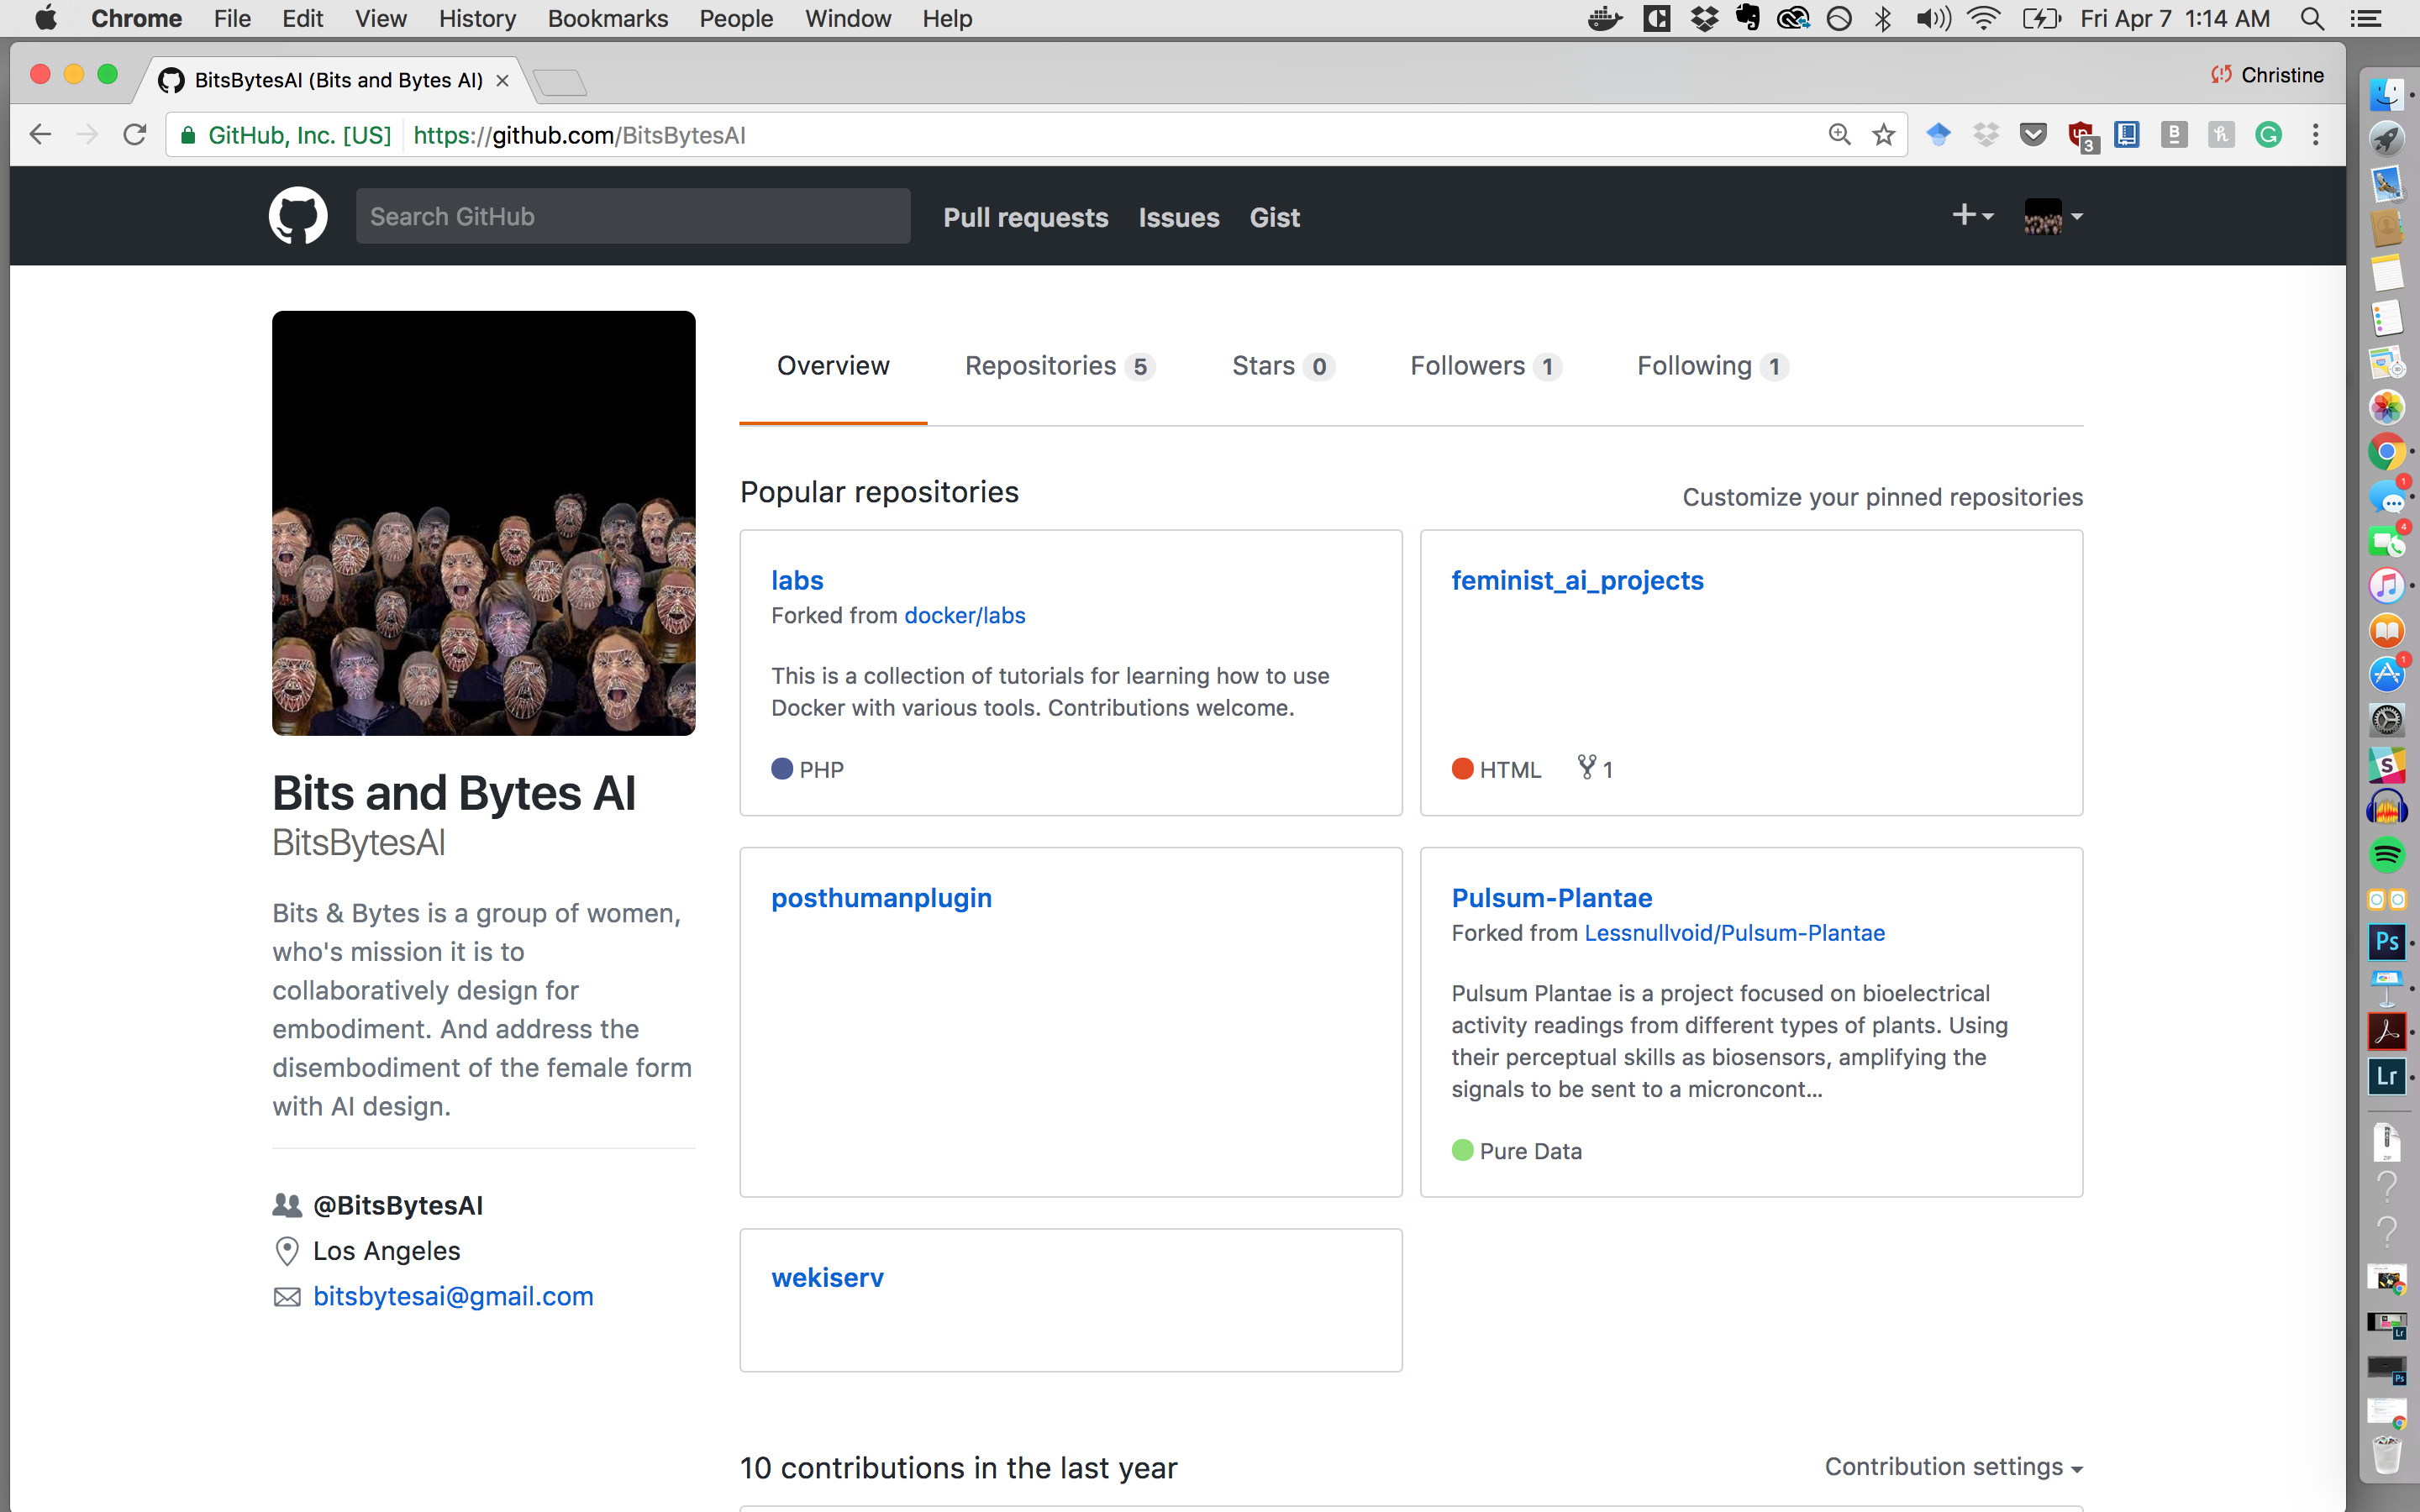 Chrome File Edit View History Bookmarks People Window Help Fri Apr 7 1:14 AM
BitsBytesAI (Bits and Bytes AI) Christine
GitHub, Inc. [US] https://github.com/BitsBytesAI
3
Search GitHub Pull requests Issues Gist
Overview Repositories 5 Stars 0 Followers 1 Following 1
Popular repositories Customize your pinned repositories
labs
Forked from docker/labs
This is a collection of tutorials for learning how to use
Docker with various tools. Contributions welcome.
PHP
feminist_ai_projects
HTML 1
posthumanplugin
Pulsum-Plantae
Forked from Lessnullvoid/Pulsum-Plantae
Pulsum Plantae is a project focused on bioelectrical
activity readings from different types of plants. Using
their perceptual skills as biosensors, amplifying the
signals to be sent to a microncont...
Pure Data
wekiserv
10 contributions in the last year Contribution settings
Bits and Bytes AI
BitsBytesAI
Bits & Bytes is a group of women,
who's mission it is to
collaboratively design for
embodiment. And address the
disembodiment of the female form
with AI design.
@BitsBytesAI
Los Angeles
bitsbytesai@gmail.com
1
4
1
S
Ps
Lr
ZIP
Lr
Ps